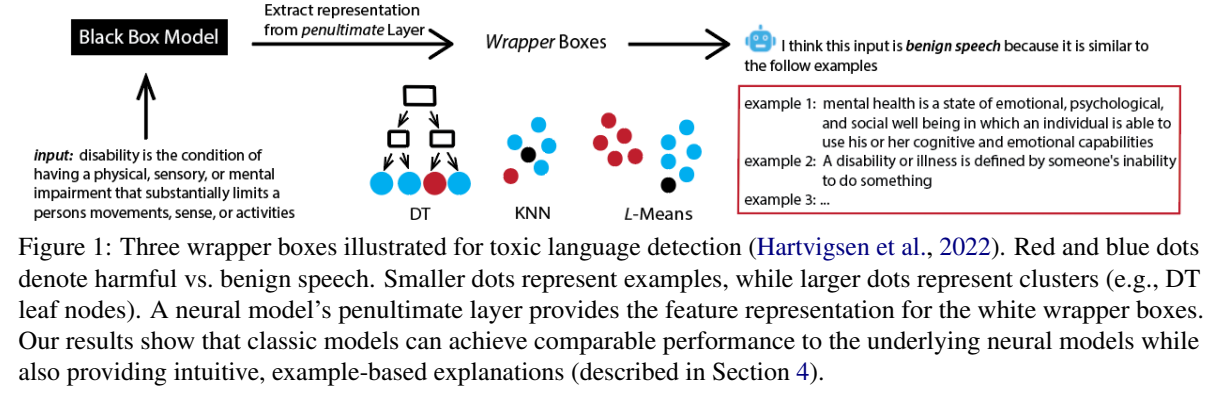 Extract representation
from penultimate Layer
Black Box Model
Wrapper Boxes
I think this input is benign speech because it is similar to
the follow examples
input: disability is the condition of
having a physical, sensory, or mental
impairment that substantially limits a
persons movements, sense, or activities
DT
KNN
L-Means
example 1: mental health is a state of emotional, psychological,
and social well being in which an individual is able to
use his or her cognitive and emotional capabilities
example 2: A disability or illness is defined by someone's inability
to do something
example 3: ...
Figure 1: Three wrapper boxes illustrated for toxic language detection (Hartvigsen et al., 2022). Red and blue dots
denote harmful vs. benign speech. Smaller dots represent examples, while larger dots represent clusters (e.g., DT
leaf nodes). A neural model's penultimate layer provides the feature representation for the white wrapper boxes.
Our results show that classic models can achieve comparable performance to the underlying neural models while
also providing intuitive, example-based explanations (described in Section 4).